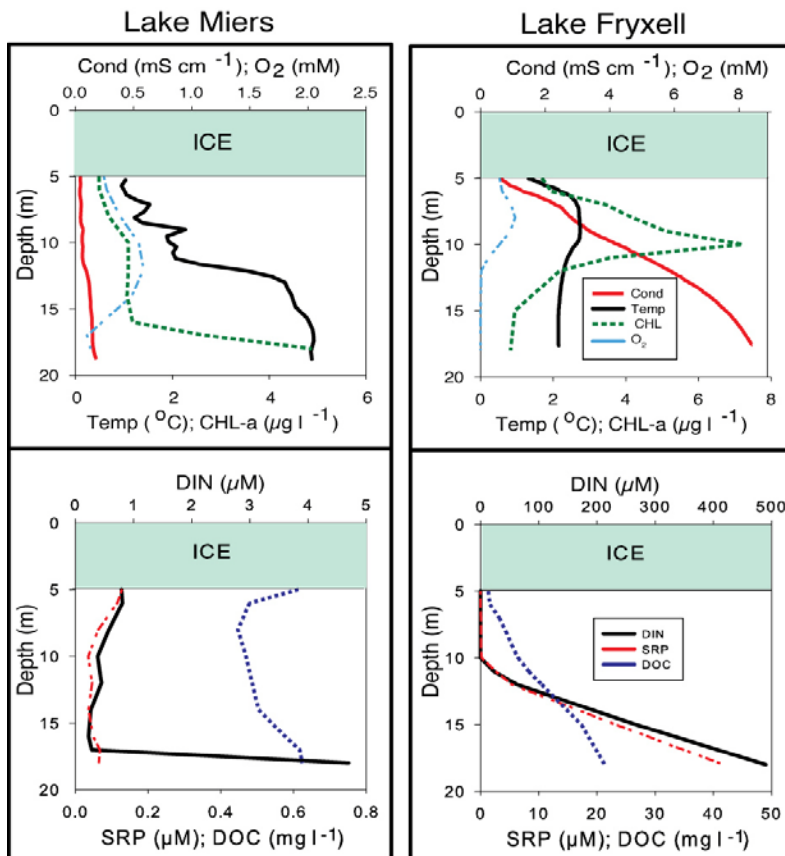 Lake Miers
Lake Fryxell
Cond (mS cm -1); O2 (mM)
0.0 0.5 1.0 1.5 2.0 2.5
0
5
10
15
20
Depth (m)
ICE
0 2 4 6
Temp ( OC); CHL-a (µg l -1)
Cond (mS cm -1); O2 (mM)
0 2 4 6 8
0
5
10
15
20
Depth (m)
ICE
Cond
Temp
CHL
O2
0 2 4 6 8
Temp ( OC); CHL-a (µg l -1)
DIN (µM)
0 1 2 3 4 5
0
5
10
15
20
Depth (m)
ICE
0.0 0.2 0.4 0.6 0.8
SRP (µM); DOC (mg l-1)
DIN (µM)
0 100 200 300 400 500
0
5
10
15
20
Depth (m)
ICE
DIN
SRP
DOC
0 10 20 30 40 50
SRP (µM); DOC (mg l-1)